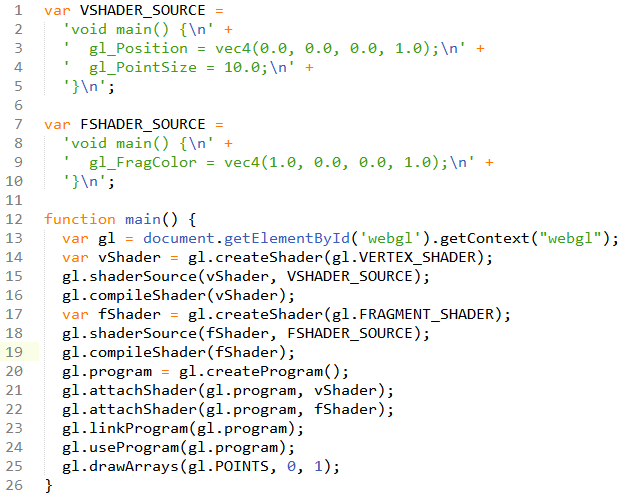 1 var VSHADER_SOURCE =
2   'void main() {\n' +
3   '  gl_Position = vec4(0.0, 0.0, 0.0, 1.0);\n' +
4   '  gl_PointSize = 10.0;\n' +
5   '}\n';
6
7 var FSHADER_SOURCE =
8   'void main() {\n' +
9   '  gl_FragColor = vec4(1.0, 0.0, 0.0, 1.0);\n' +
10   '}\n';
11
12 function main() {
13   var gl = document.getElementById('webgl').getContext("webgl");
14   var vShader = gl.createShader(gl.VERTEX_SHADER);
15   gl.shaderSource(vShader, VSHADER_SOURCE);
16   gl.compileShader(vShader);
17   var fShader = gl.createShader(gl.FRAGMENT_SHADER);
18   gl.shaderSource(fShader, FSHADER_SOURCE);
19   gl.compileShader(fShader);
20   gl.program = gl.createProgram();
21   gl.attachShader(gl.program, vShader);
22   gl.attachShader(gl.program, fShader);
23   gl.linkProgram(gl.program);
24   gl.useProgram(gl.program);
25   gl.drawArrays(gl.POINTS, 0, 1);
26 }